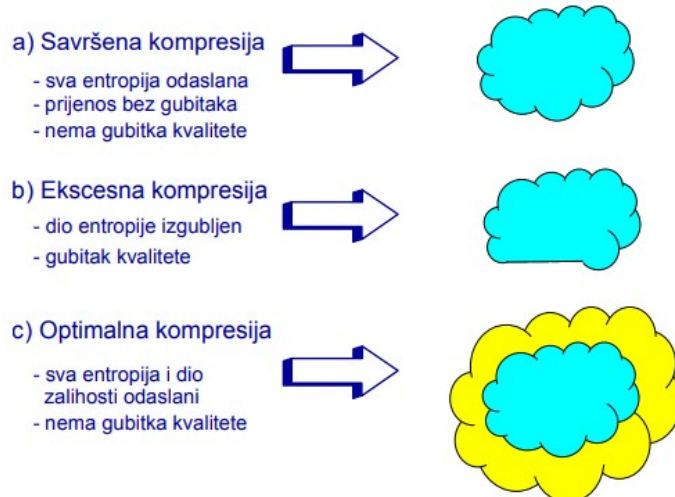 a) Savršena kompresija
- sva entropija odaslana
- prijenos bez gubitaka
- nema gubitka kvalitete
b) Ekscesna kompresija
- dio entropije izgubljen
- gubitak kvalitete
c) Optimalna kompresija
- sva entropija i dio
zalihosti odaslani
- nema gubitka kvalitete